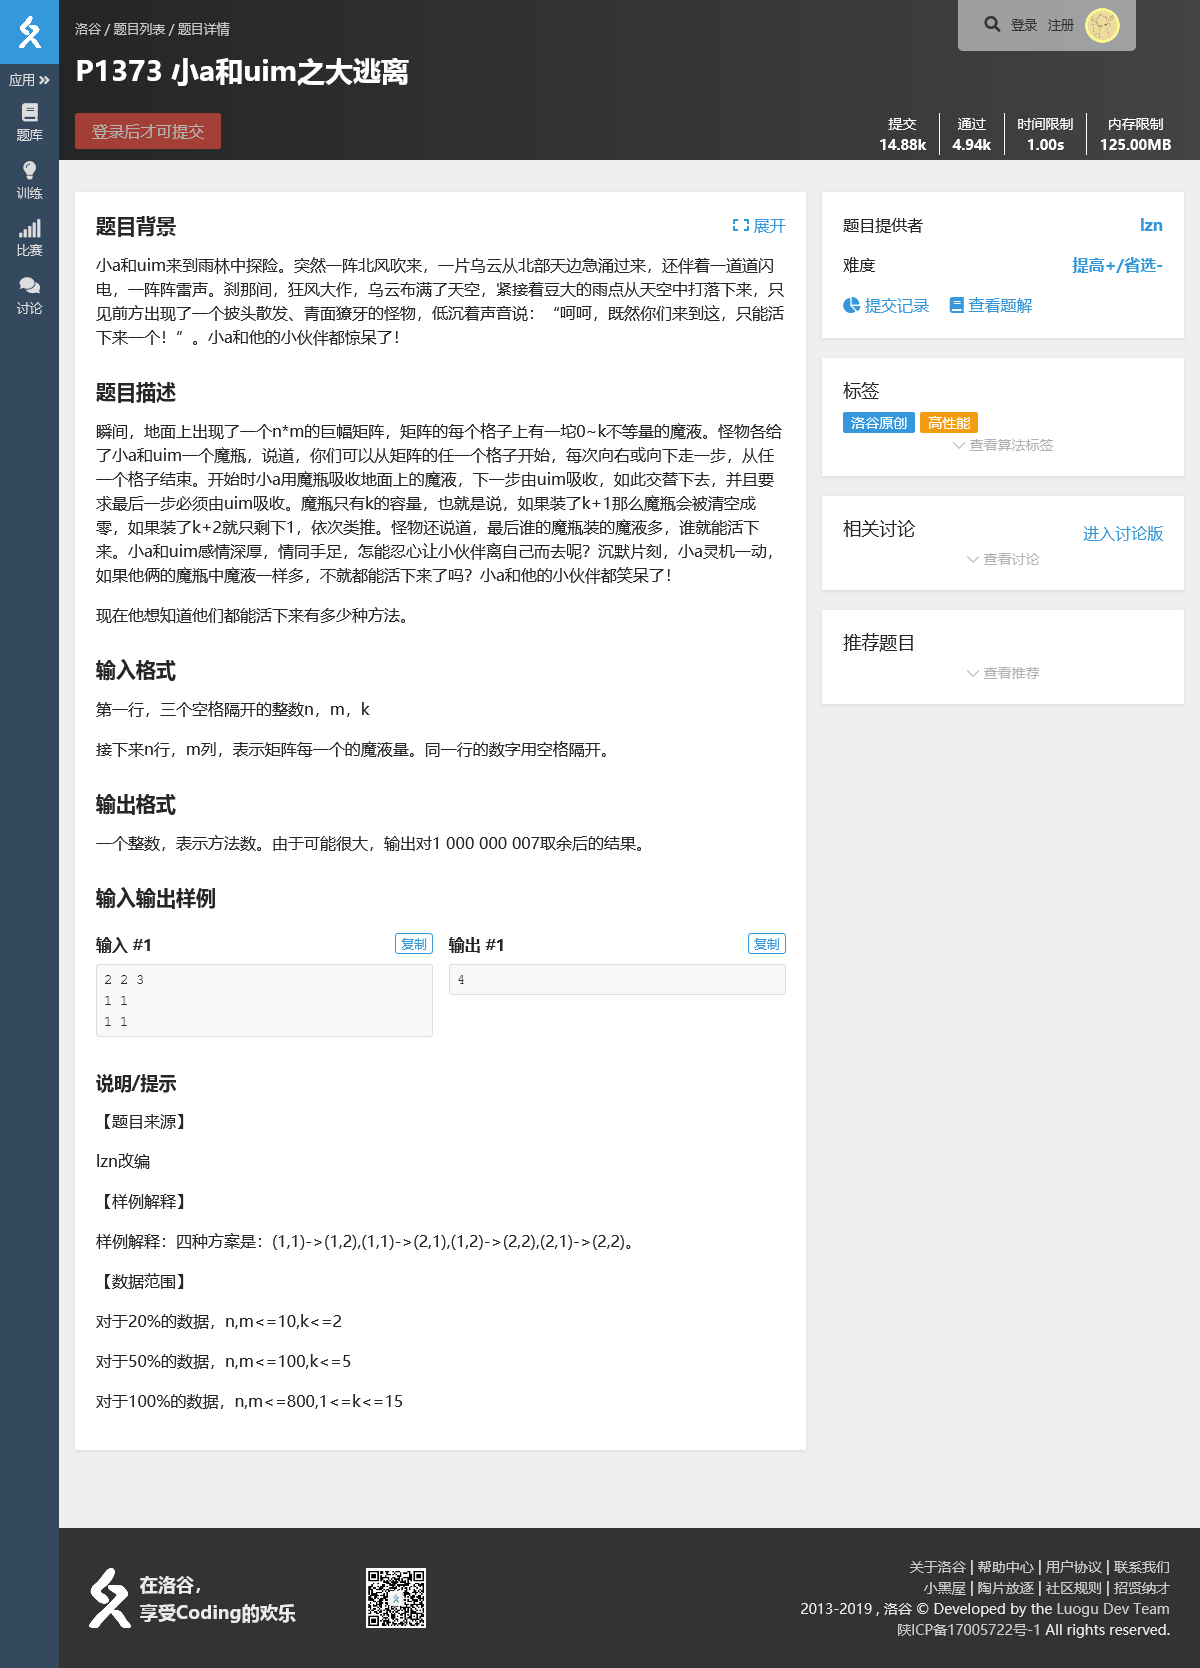 洛谷 / 题目列表 / 题目详情
登录 注册
P1373 小a和uim之大逃离
登录后才可提交
提交 通过 时间限制 内存限制
14.88k 4.94k 1.00s 125.00MB
应用
题库
训练
比赛
讨论
题目背景
展开
小a和uim来到雨林中探险。突然一阵北风吹来，一片乌云从北部天边急涌过来，还伴着一道道闪
电，一阵阵雷声。刹那间，狂风大作，乌云布满了天空，紧接着豆大的雨点从天空中打落下来，只
见前方出现了一个披头散发、青面獠牙的怪物，低沉着声音说：“呵呵，既然你们来到这，只能活
下来一个！”。小a和他的小伙伴都惊呆了！
题目描述
瞬间，地面上出现了一个n*m的巨幅矩阵，矩阵的每个格子上有一坨0~k不等量的魔液。怪物各给
了小a和uim一个魔瓶，说道，你们可以从矩阵的任一个格子开始，每次向右或向下走一步，从任
一个格子结束。开始时小a用魔瓶吸收地面上的魔液，下一步由uim吸收，如此交替下去，并且要
求最后一步必须由uim吸收。魔瓶只有k的容量，也就是说，如果装了k+1那么魔瓶会被清空成
零，如果装了k+2就只剩下1，依次类推。怪物还说道，最后谁的魔瓶装的魔液多，谁就能活下
来。小a和uim感情深厚，情同手足，怎能忍心让小伙伴离自己而去呢？沉默片刻，小a灵机一动，
如果他俩的魔瓶中魔液一样多，不就都能活下来了吗？小a和他的小伙伴都笑呆了！
现在他想知道他们都能活下来有多少种方法。
输入格式
第一行，三个空格隔开的整数n，m，k
接下来n行，m列，表示矩阵每一个的魔液量。同一行的数字用空格隔开。
输出格式
一个整数，表示方法数。由于可能很大，输出对1 000 000 007取余后的结果。
输入输出样例
输入 #1 复制
2 2 3
1 1
1 1
输出 #1 复制
4
说明/提示
【题目来源】
lzn改编
【样例解释】
样例解释：四种方案是：(1,1)->(1,2),(1,1)->(2,1),(1,2)->(2,2),(2,1)->(2,2)。
【数据范围】
对于20%的数据，n,m<=10,k<=2
对于50%的数据，n,m<=100,k<=5
对于100%的数据，n,m<=800,1<=k<=15
题目提供者 lzn
难度 提高+/省选-
提交记录 查看题解
标签
洛谷原创 高性能
查看算法标签
相关讨论 进入讨论版
查看讨论
推荐题目
查看推荐
在洛谷，
享受Coding的欢乐
关于洛谷 | 帮助中心 | 用户协议 | 联系我们
小黑屋 | 陶片放逐 | 社区规则 | 招贤纳才
2013-2019 , 洛谷 © Developed by the Luogu Dev Team
陕ICP备17005722号-1 All rights reserved.